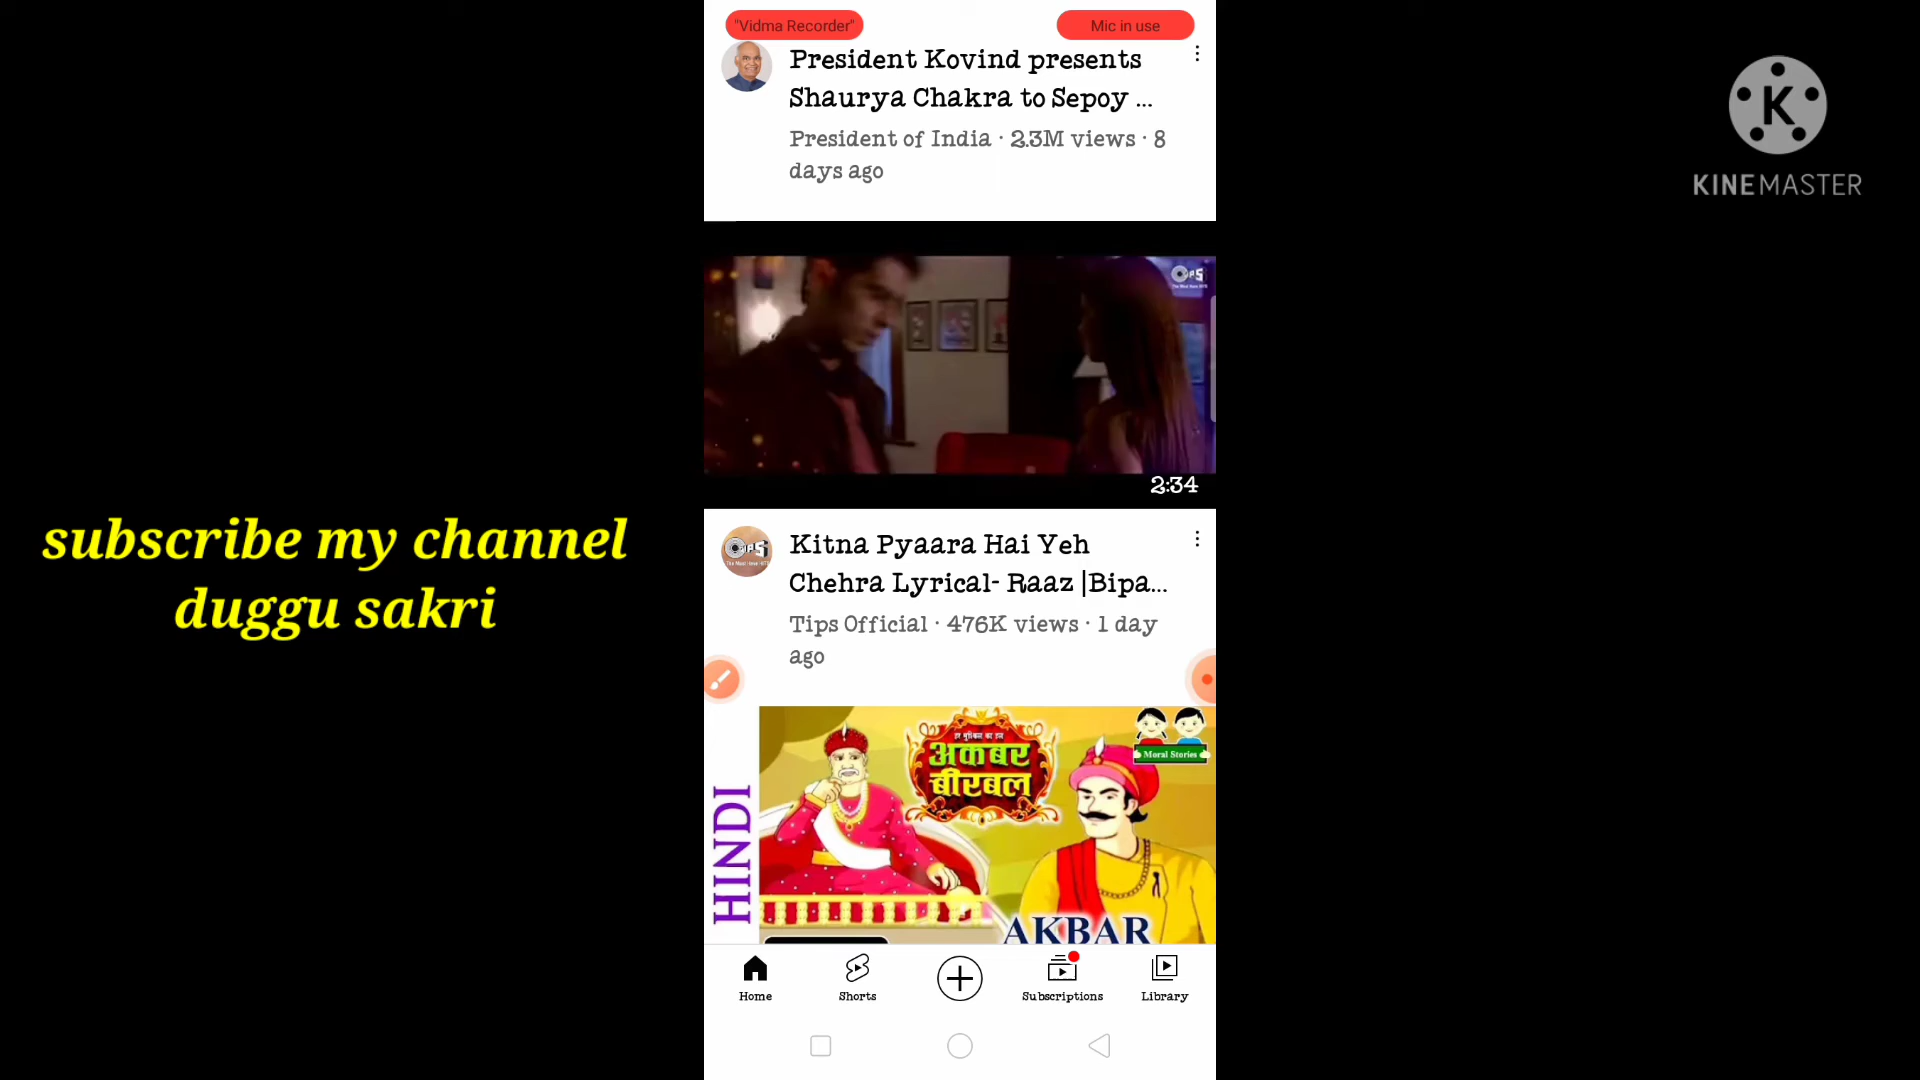 "Vidma Recorder"
Mic in use
President Kovind presents
Shaurya Chakra to Sepoy ...
President of India · 2.3M views · 8
days ago
K
KINEMASTER
2:34
subscribe my channel
duggu sakri
Kitna Pyaara Hai Yeh
Chehra Lyrical- Raaz |Bipa...
Tips Official · 476K views · 1 day
ago
अकबर
बीरबल
Moral Stories
HINDI
AKBAR
Home
Shorts
Subscriptions
Library